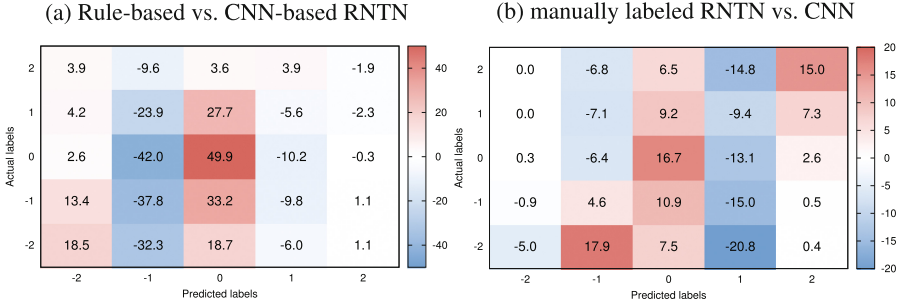 (a) Rule-based vs. CNN-based RNTN
2 3.9 -9.6 3.6 3.9 -1.9
1 4.2 -23.9 27.7 -5.6 -2.3
0 2.6 -42.0 49.9 -10.2 -0.3
-1 13.4 -37.8 33.2 -9.8 1.1
-2 18.5 -32.3 18.7 -6.0 1.1
-2 -1 0 1 2
Predicted labels
Actual labels
40
20
0
-20
-40
(b) manually labeled RNTN vs. CNN
2 0.0 -6.8 6.5 -14.8 15.0
1 0.0 -7.1 9.2 -9.4 7.3
0 0.3 -6.4 16.7 -13.1 2.6
-1 -0.9 4.6 10.9 -15.0 0.5
-2 -5.0 17.9 7.5 -20.8 0.4
-2 -1 0 1 2
Predicted labels
Actual labels
20
15
10
5
0
-5
-10
-15
-20